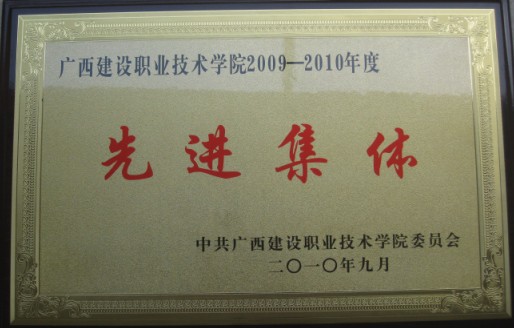 广西建设职业技术学院2009—2010年度
先进集体
中共广西建设职业技术学院委员会
二〇一〇年九月